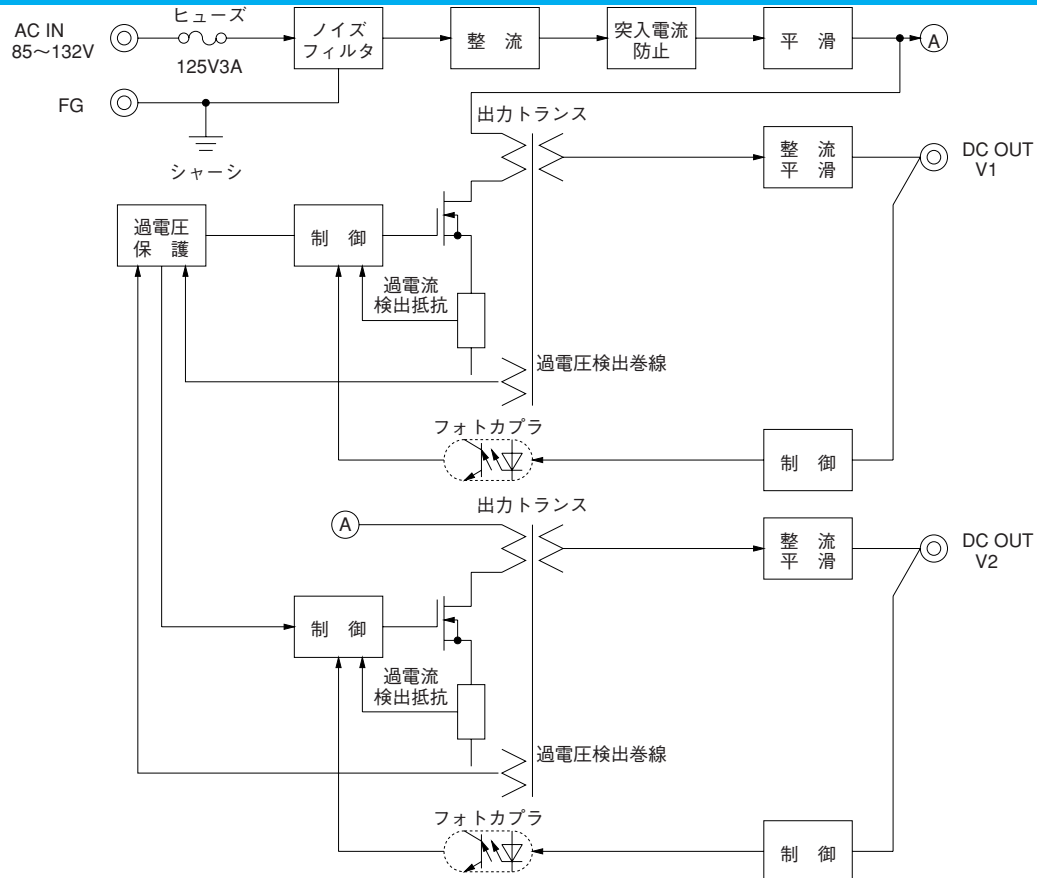 AC IN
85～132V
ヒューズ
125V3A
ノイズ
フィルタ
整 流
突入電流
防止
平 滑
A
FG
シャーシ
出力トランス
整 流
平 滑
DC OUT
V1
過電圧
保 護
制 御
過電流
検出抵抗
過電圧検出巻線
フォトカプラ
制 御
出力トランス
A
整 流
平 滑
DC OUT
V2
制 御
過電流
検出抵抗
過電圧検出巻線
フォトカプラ
制 御